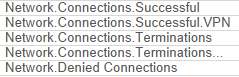 Network.Connections.Successful
Network.Connections.Successful.VPN
Network.Connections.Terminations
Network.Connections.Terminations...
Network.Denied Connections